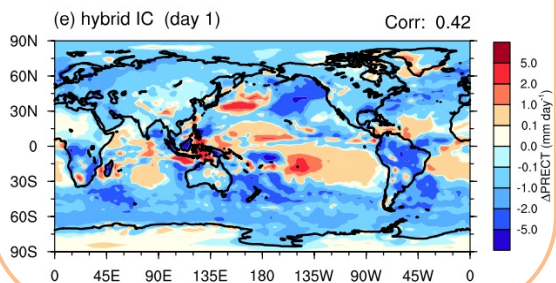 (e) hybrid IC (day 1) Corr: 0.42
90N
60N
30N
0
30S
60S
90S
0 45E 90E 135E 180 135W 90W 45W 0
5.0
2.0
1.0
0.1
0.0
-0.1
-1.0
-2.0
-5.0
ΔPRECT (mm day⁻¹)